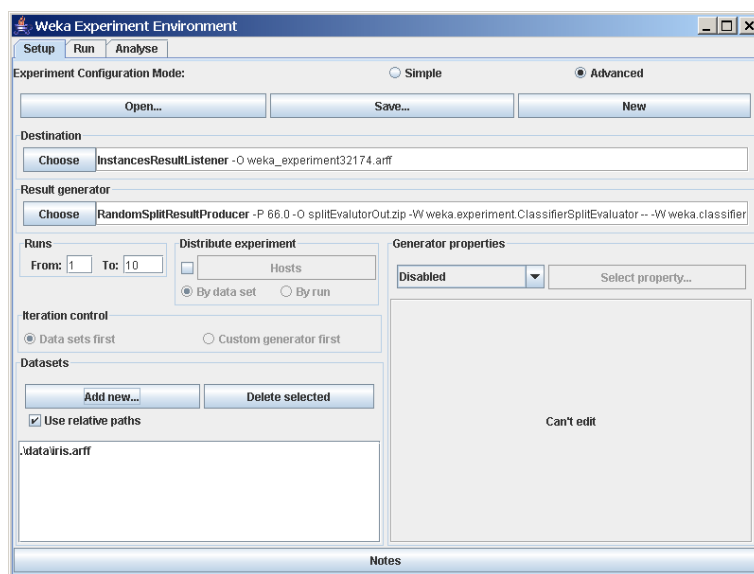 Weka Experiment Environment
Setup Run Analyse
Experiment Configuration Mode: Simple Advanced
Open... Save... New
Destination
Choose InstancesResultListener -O weka_experiment32174.arff
Result generator
Choose RandomSplitResultProducer -P 66.0 -O splitEvalutorOut.zip -W weka.experiment.ClassifierSplitEvaluator -- -W weka.classifier
Runs
From: 1 To: 10
Distribute experiment
Hosts
By data set By run
Generator properties
Disabled Select property...
Iteration control
Data sets first Custom generator first
Datasets
Add new... Delete selected
Use relative paths
.\data\iris.arff
Can't edit
Notes